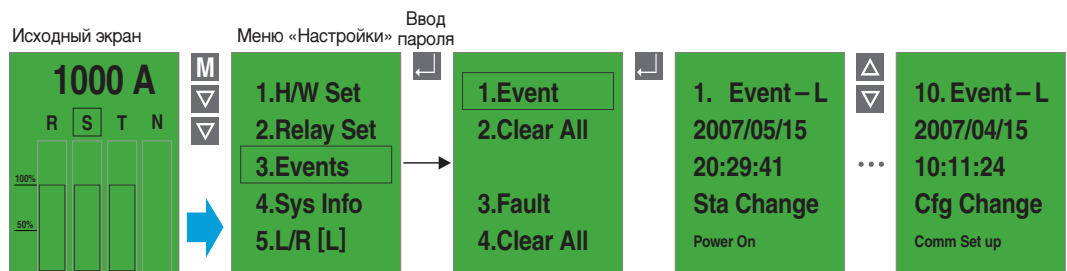 Исходный экран
1000 A
R S T N
100%
50%
M
Меню «Настройки»
1.H/W Set
2.Relay Set
3.Events
4.Sys Info
5.L/R [L]
Ввод
пароля
1.Event
2.Clear All
3.Fault
4.Clear All
1. Event – L
2007/05/15
20:29:41
Sta Change
Power On
...
10. Event – L
2007/04/15
10:11:24
Cfg Change
Comm Set up